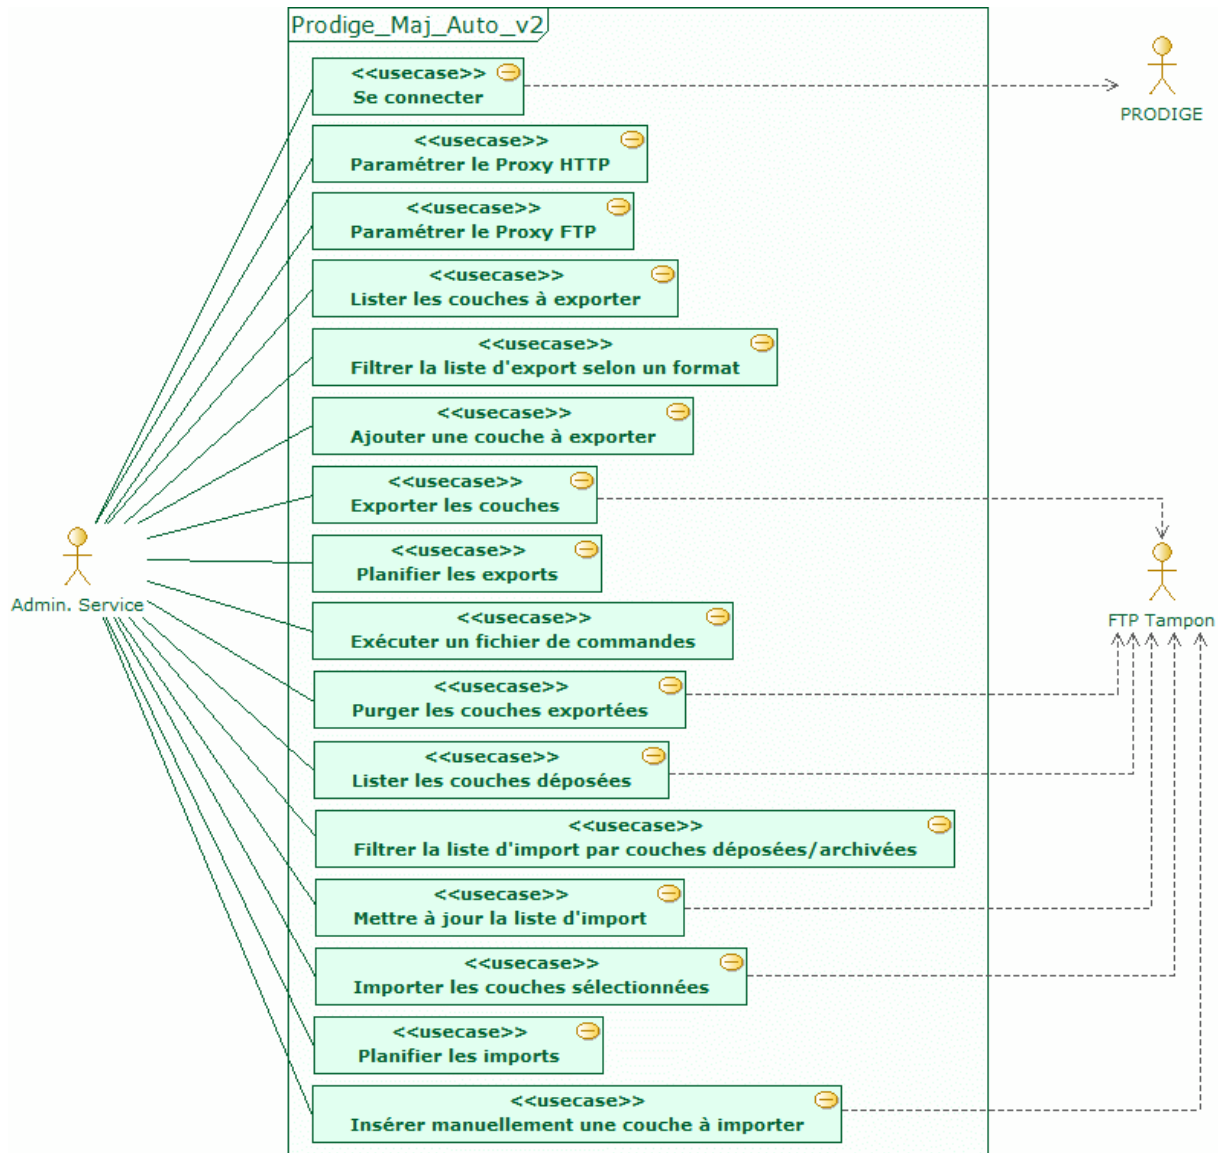 Prodige_Maj_Auto_v2
<<usecase>>
Se connecter
PRODIGE
<<usecase>>
Paramétrer le Proxy HTTP
<<usecase>>
Paramétrer le Proxy FTP
<<usecase>>
Lister les couches à exporter
<<usecase>>
Filtrer la liste d'export selon un format
<<usecase>>
Ajouter une couche à exporter
<<usecase>>
Exporter les couches
<<usecase>>
Planifier les exports
Admin. Service
<<usecase>>
Exécuter un fichier de commandes
FTP Tampon
<<usecase>>
Purger les couches exportées
<<usecase>>
Lister les couches déposées
<<usecase>>
Filtrer la liste d'import par couches déposées/archivées
<<usecase>>
Mettre à jour la liste d'import
<<usecase>>
Importer les couches sélectionnées
<<usecase>>
Planifier les imports
<<usecase>>
Insérer manuellement une couche à importer